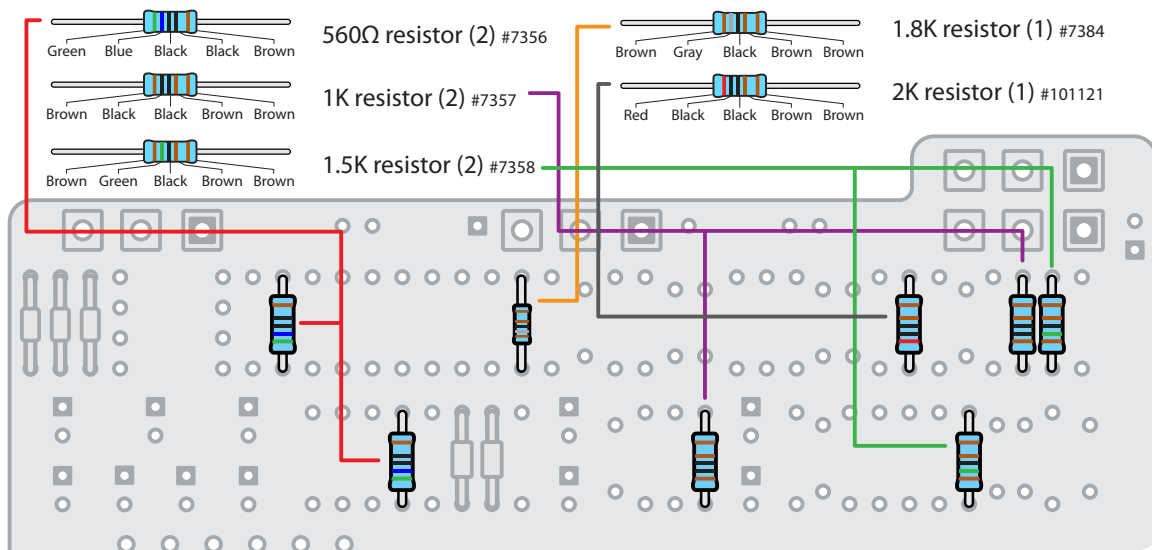 Green Blue Black Black Brown
560Ω resistor (2) #7356
Brown Black Black Brown Brown
1K resistor (2) #7357
Brown Green Black Brown Brown
1.5K resistor (2) #7358
Brown Gray Black Brown Brown
1.8K resistor (1) #7384
Red Black Black Brown Brown
2K resistor (1) #101121